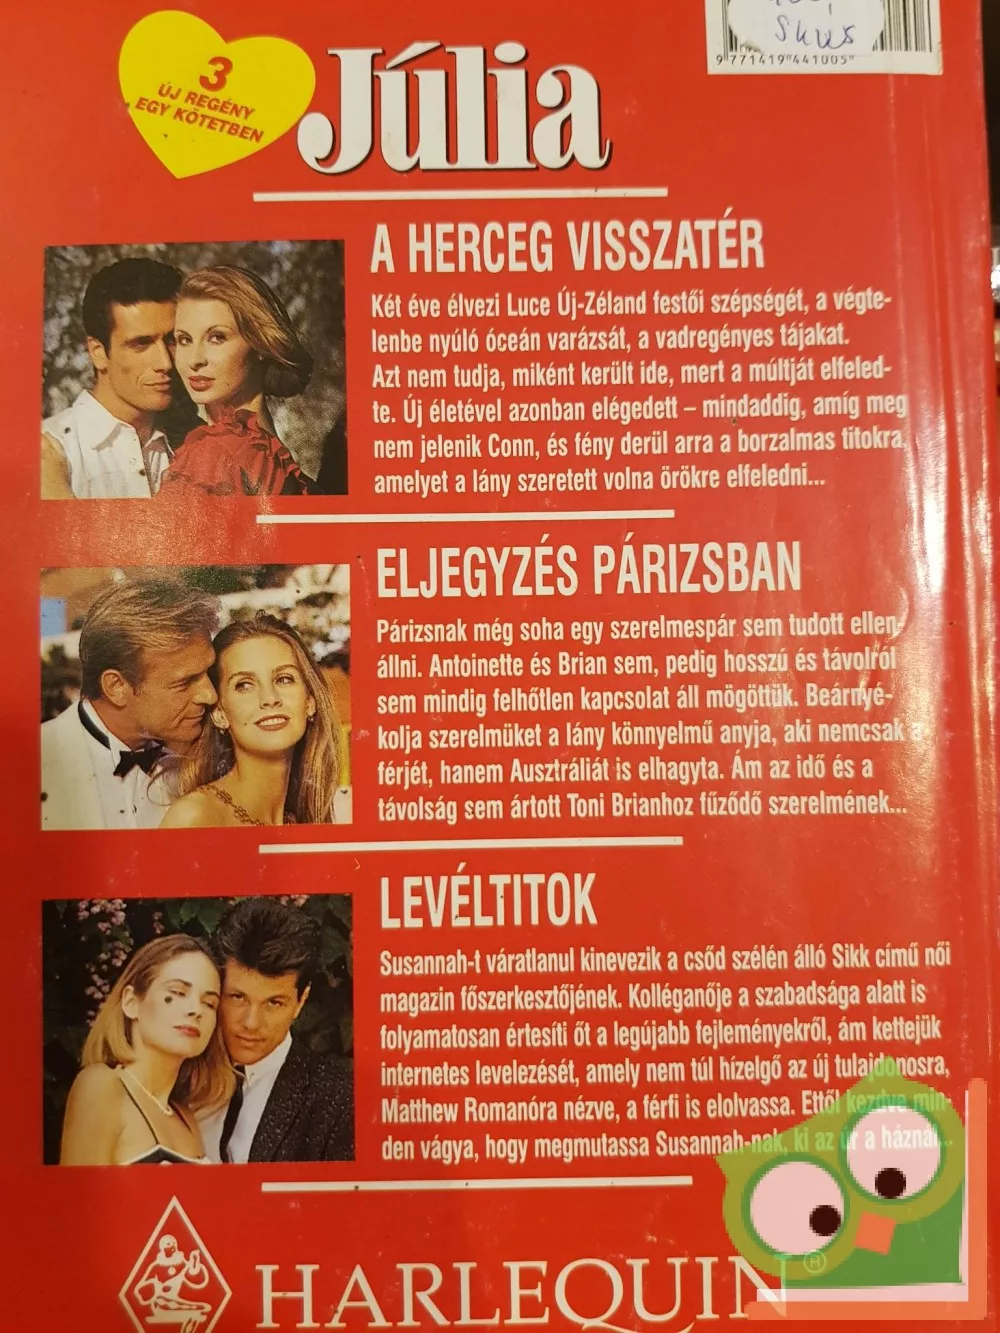 Skus
9 771419 441005
3
ÚJ REGÉNY
EGY KÖTETBEN
Júlia
A HERCEG VISSZATÉR
Két éve élvezi Luce Új-Zéland festői szépségét, a végte-
lenbe nyúló óceán varázsát, a vadregényes tájakat.
Azt nem tudja, miként került ide, mert a múltját elfeled-
te. Új életével azonban elégedett – mindaddig, amíg meg
nem jelenik Conn, és fény derül arra a borzalmas titokra,
amelyet a lány szeretett volna örökre elfeledni...
ELJEGYZÉS PÁRIZSBAN
Párizsnak még soha egy szerelmespár sem tudott ellen-
állni. Antoinette és Brian sem, pedig hosszú és távolról
sem mindig felhőtlen kapcsolat áll mögöttük. Beárnyé-
kolja szerelmüket a lány könnyelmű anyja, aki nemcsak a
férjét, hanem Ausztráliát is elhagyta. Ám az idő és a
távolság sem ártott Toni Brianhoz fűződő szerelmének...
LEVÉLTITOK
Susannah-t váratlanul kinevezik a csőd szélén álló Sikk című női
magazin főszerkesztőjének. Kolléganője a szabadsága alatt is
folyamatosan értesíti őt a legújabb fejleményekről, ám kettejük
internetes levelezését, amely nem túl hízelgő az új tulajdonosra,
Matthew Romanóra nézve, a férfi is elolvassa. Ettől kezdve min-
den vágya, hogy megmutassa Susannah-nak, ki az úr a háznál...
HARLEQUIN ®